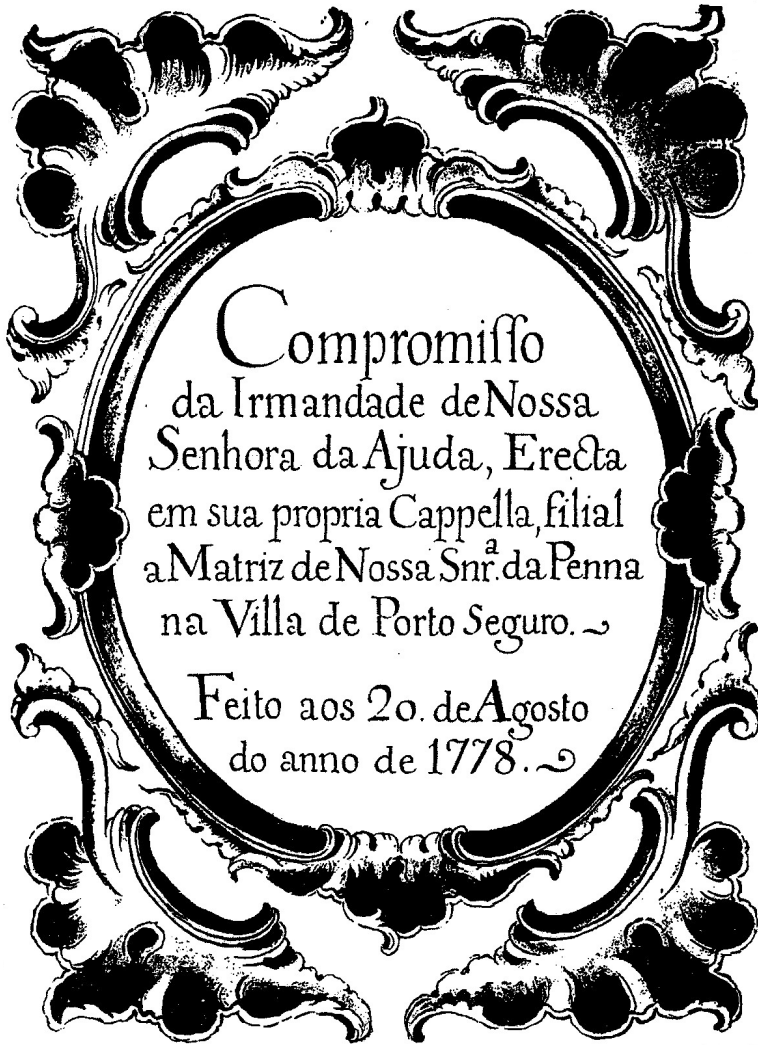 Compromiſſo
da Irmandade de Nossa
Senhora da Ajuda, Erecta
em sua propria Cappella, filial
a Matriz de Nossa Snr.ª da Penna
na Villa de Porto Seguro.
Feito aos 20. de Agosto
do anno de 1778.